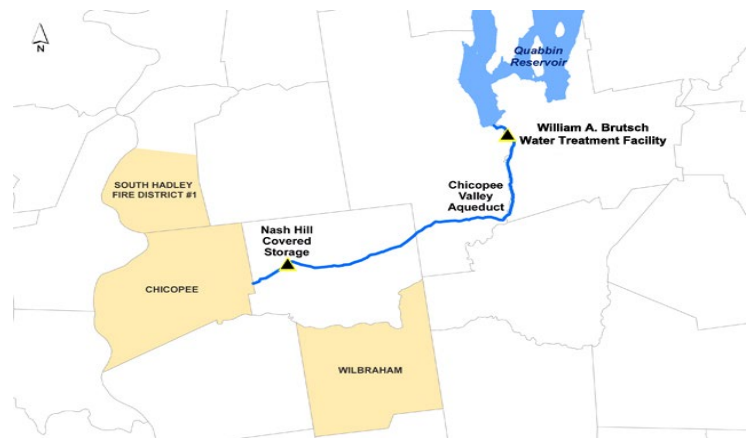 N
Quabbin
Reservoir
William A. Brutsch
Water Treatment Facility
SOUTH HADLEY
FIRE DISTRICT #1
Chicopee
Valley
Aqueduct
Nash Hill
Covered
Storage
CHICOPEE
WILBRAHAM